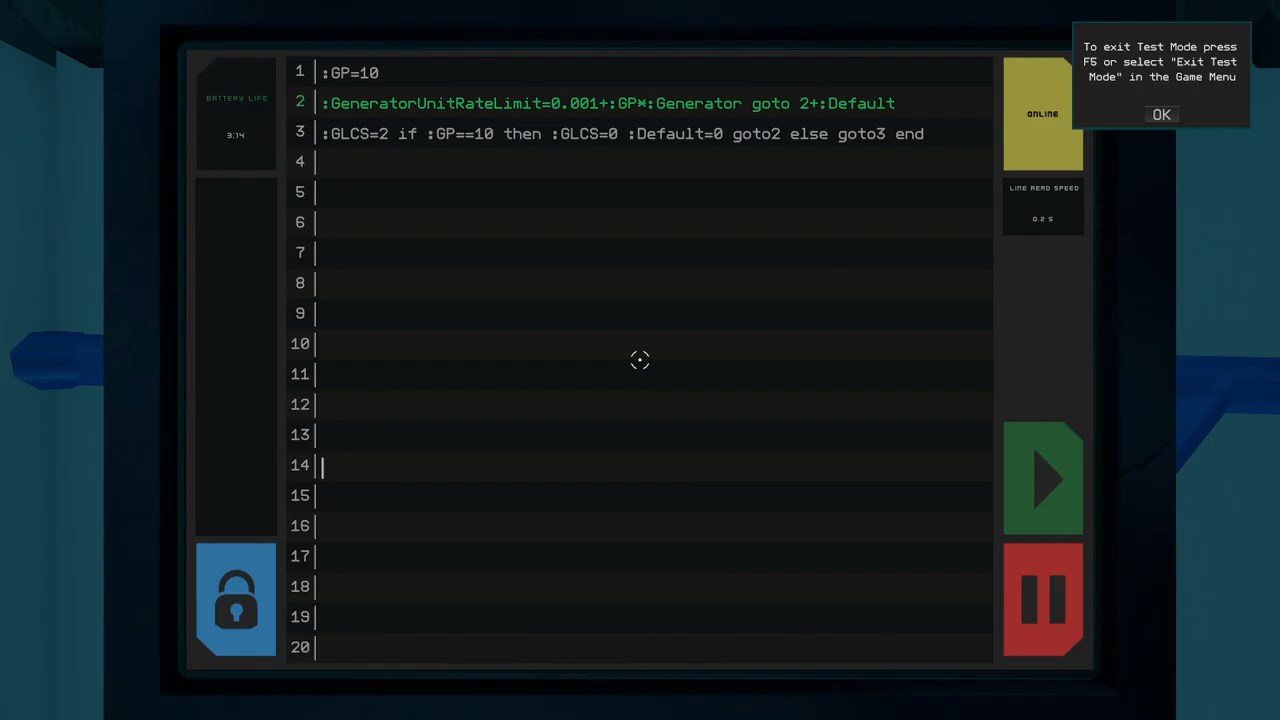 To exit Test Mode press
F5 or select "Exit Test
Mode" in the Game Menu
OK
BATTERY LIFE
3:14
1 :GP=10
2 :GeneratorUnitRateLimit=0.001+:GP*:Generator goto 2+:Default
3 :GLCS=2 if :GP==10 then :GLCS=0 :Default=0 goto2 else goto3 end
4
5
6
7
8
9
10
11
12
13
14
15
16
17
18
19
20
ONLINE
LINE READ SPEED
0.2 S